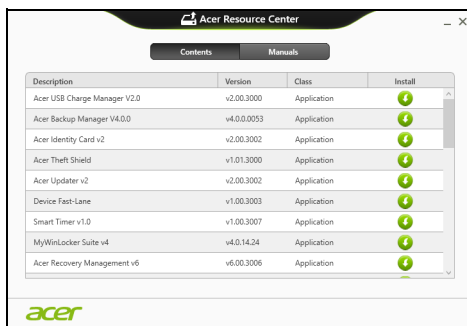 Acer Resource Center
Contents Manuals
Description Version Class Install
Acer USB Charge Manager V2.0 v2.00.3000 Application
Acer Backup Manager V4.0.0 v4.0.0.0053 Application
Acer Identity Card v2 v2.00.3002 Application
Acer Theft Shield v1.01.3000 Application
Acer Updater v2 v2.00.3002 Application
Device Fast-Lane v1.00.3003 Application
Smart Timer v1.0 v1.00.3007 Application
MyWinLocker Suite v4 v4.0.14.24 Application
Acer Recovery Management v6 v6.00.3006 Application
acer